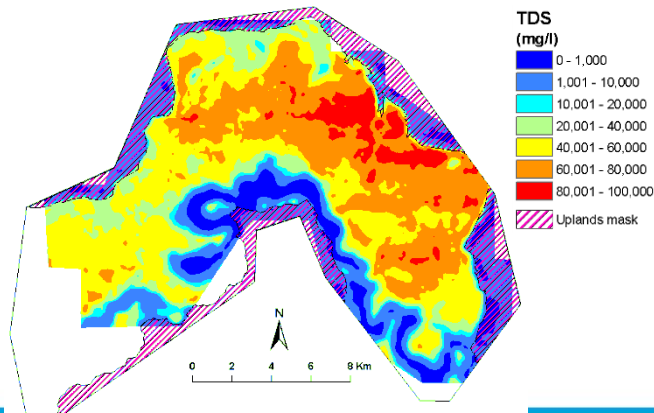 TDS
(mg/l)
0 - 1,000
1,001 - 10,000
10,001 - 20,000
20,001 - 40,000
40,001 - 60,000
60,001 - 80,000
80,001 - 100,000
Uplands mask
N
0 2 4 6 8 Km